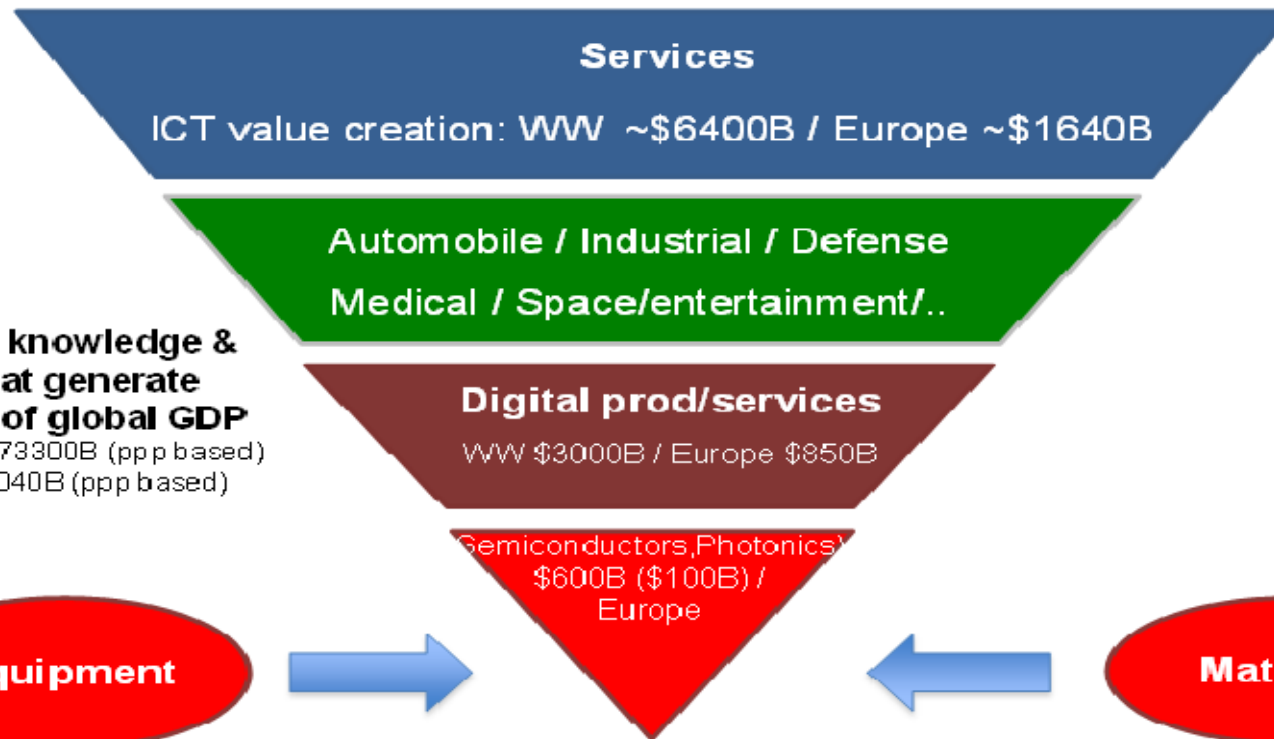 Services
ICT value creation: WW ~$6400B / Europe ~$1640B
Automobile / Industrial / Defense
Medical / Space/entertainment/..
knowledge &
at generate
of global GDP
73300B (ppp based)
040B (ppp based)
Digital prod/services
WW $3000B / Europe $850B
Semiconductors,Photonics)
$600B ($100B) /
Europe
quipment
Mat